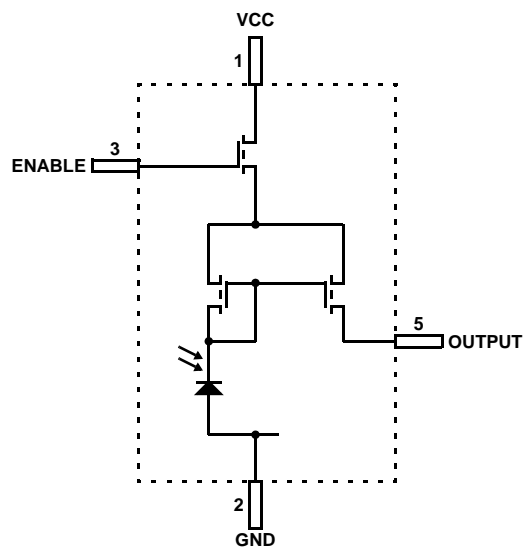 VCC
1
3
ENABLE
5
OUTPUT
2
GND